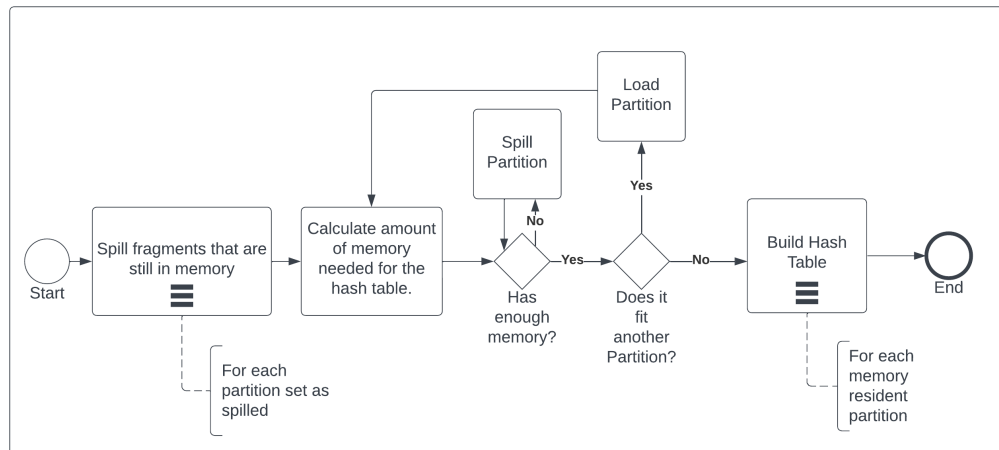 Load
Partition
Spill
Partition
Yes
No
Start
Spill fragments that are
still in memory
Calculate amount
of memory
needed for the
hash table.
Yes
No
Build Hash
Table
End
Has
enough
memory?
Does it
fit
another
Partition?
For each
partition set as
spilled
For each
memory
resident
partition